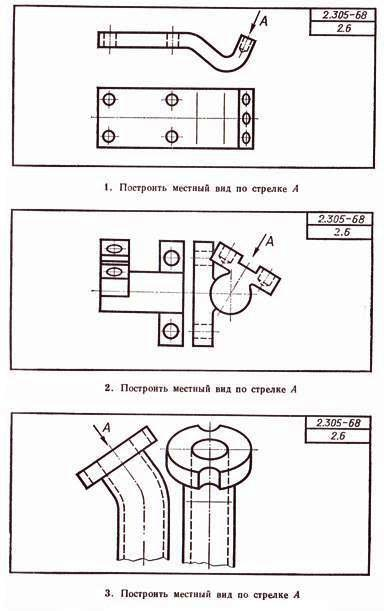 A
2.305-68
2.6
1. Построить местный вид по стрелке А
A
2.305-68
2.6
2. Построить местный вид по стрелке А
A
2.305-68
2.6
3. Построить местный вид по стрелке А